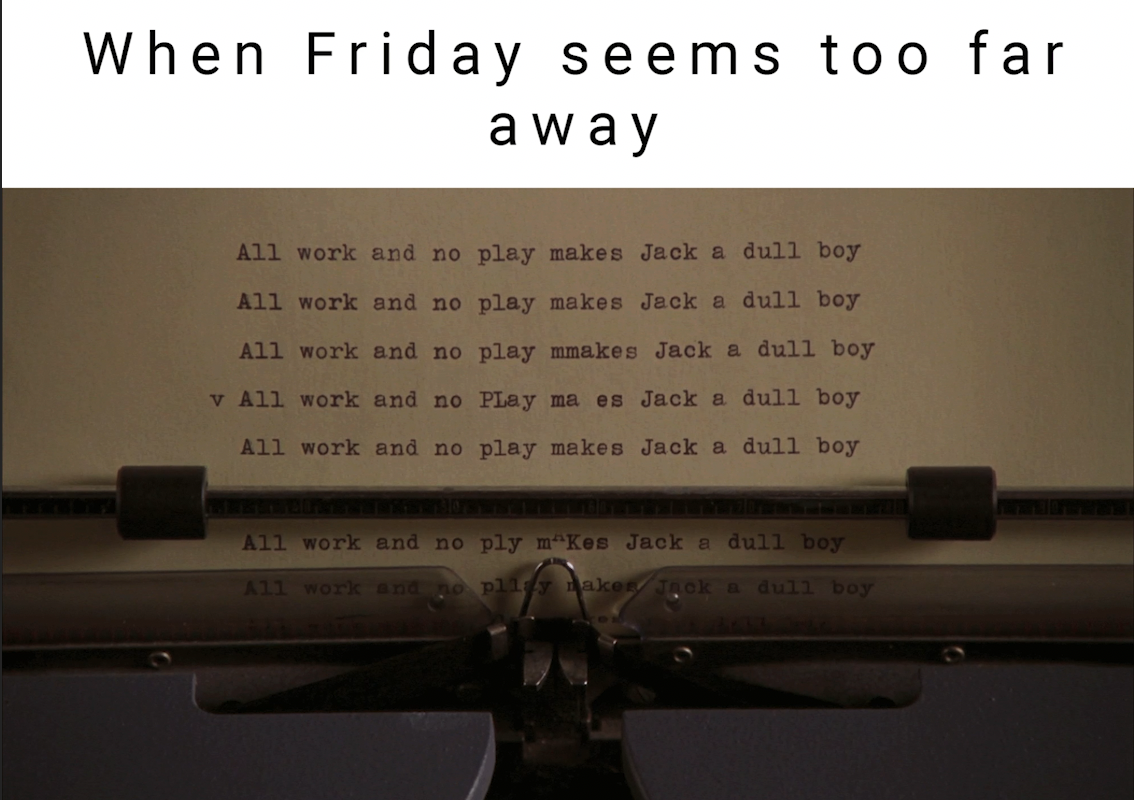 When Friday seems too far
away
All work and no play makes Jack a dull boy
All work and no play makes Jack a dull boy
All work and no play mmakes Jack a dull boy
v All work and no PLay ma es Jack a dull boy
All work and no play makes Jack a dull boy
All work and no ply m^Kes Jack a dull boy
All work and no pllay makes Jack a dull boy